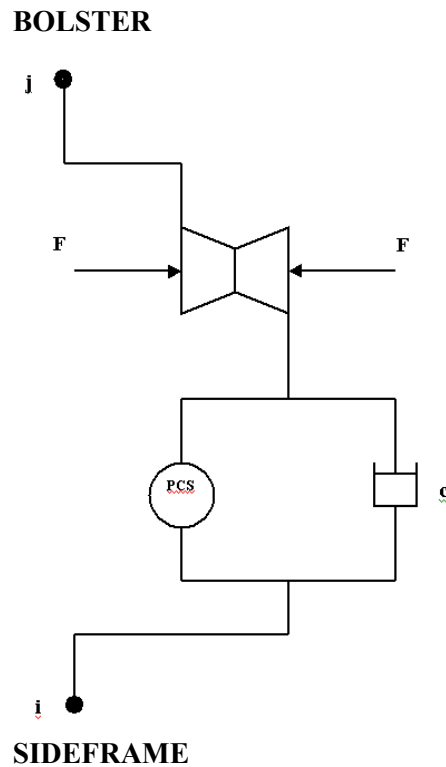 BOLSTER
j
F F
PCS
c
i
SIDEFRAME